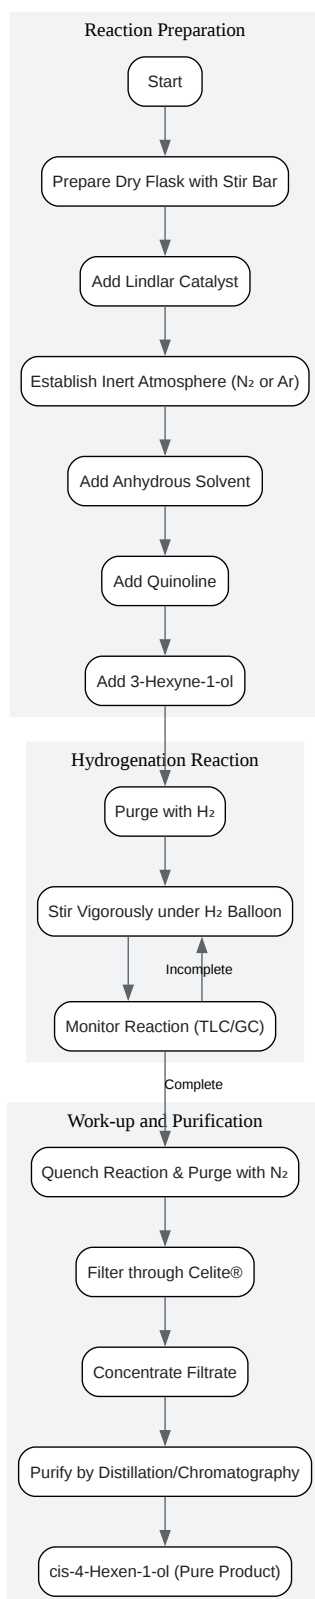 Reaction Preparation
Start
Prepare Dry Flask with Stir Bar
Add Lindlar Catalyst
Establish Inert Atmosphere (N₂ or Ar)
Add Anhydrous Solvent
Add Quinoline
Add 3-Hexyne-1-ol
Hydrogenation Reaction
Purge with H₂
Stir Vigorously under H₂ Balloon
Incomplete
Monitor Reaction (TLC/GC)
Complete
Work-up and Purification
Quench Reaction & Purge with N₂
Filter through Celite®
Concentrate Filtrate
Purify by Distillation/Chromatography
cis-4-Hexen-1-ol (Pure Product)